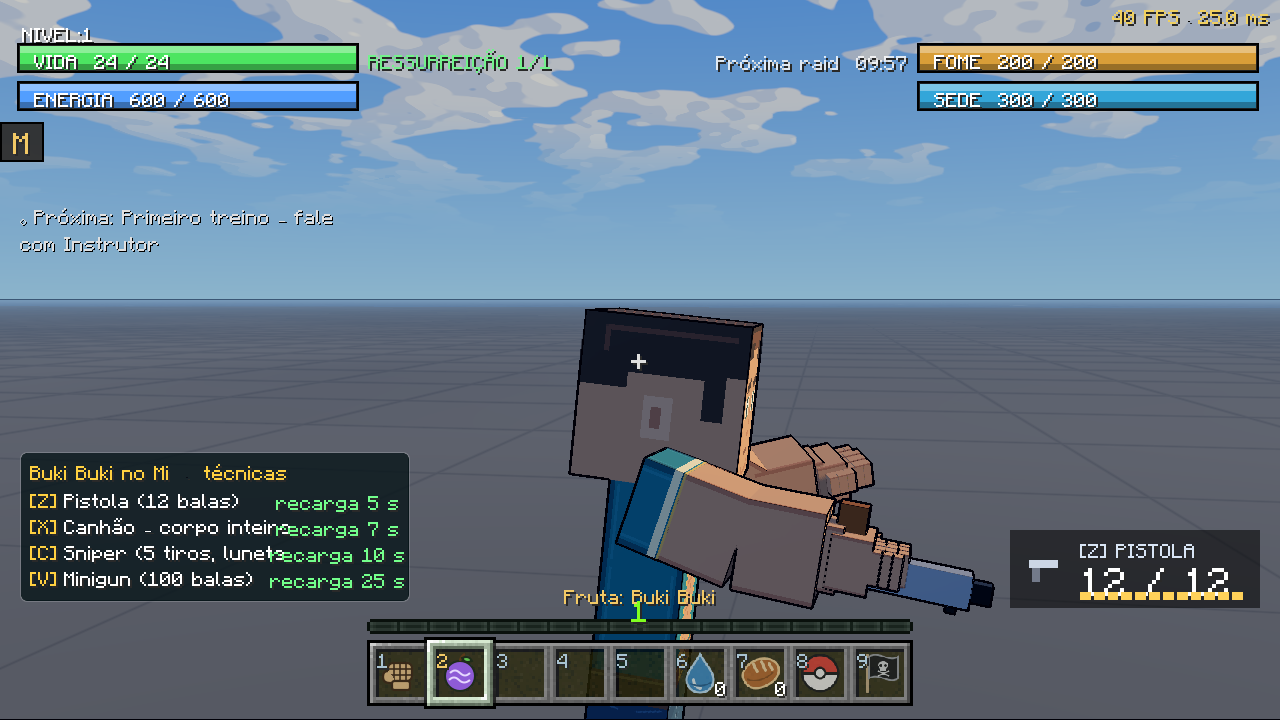 40 FPS · 25.0 ms
NIVEL:1
VIDA 24 / 24
RESSURREIÇÃO 1/1
Próxima raid 09:57
FOME 200 / 200
ENERGIA 600 / 600
SEDE 300 / 300
M
Próxima: Primeiro treino - fale
com Instrutor
Buki Buki no Mi · técnicas
[Z] Pistola (12 balas) recarga 5 s
[X] Canhão - corpo inteiro recarga 7 s
[C] Sniper (5 tiros, luneta recarga 10 s
[V] Minigun (100 balas) recarga 25 s
[Z] PISTOLA
12 / 12
Fruta: Buki Buki
1
1 2 3 4 5 6 7 8 9
0 0